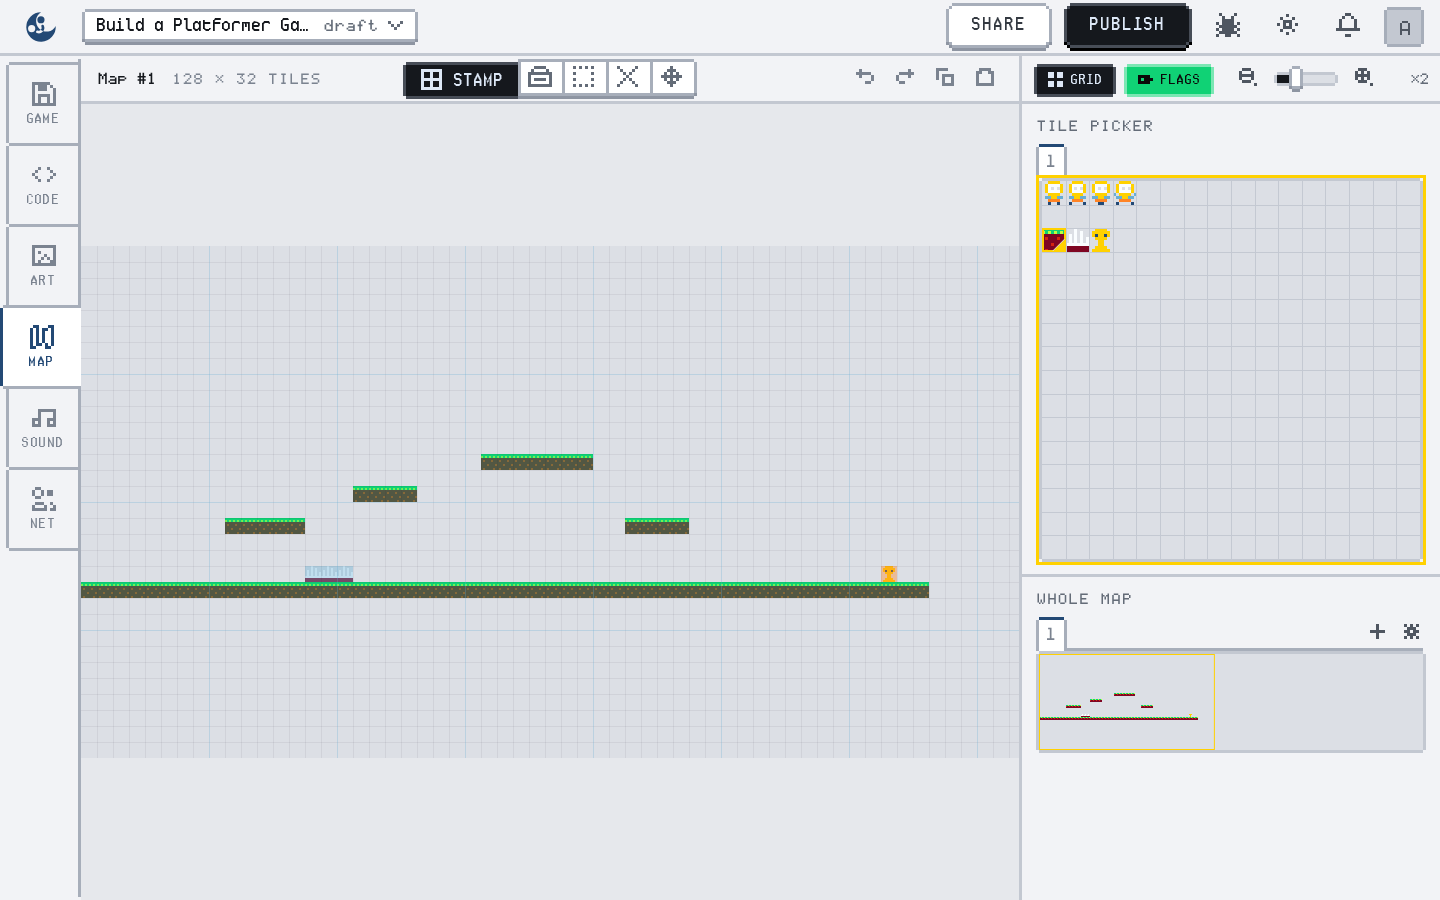 Build a Platformer Ga… draft
SHARE
PUBLISH
A
GAME
CODE
ART
MAP
SOUND
NET
Map #1 128 × 32 TILES
STAMP
GRID
FLAGS
×2
TILE PICKER
1
WHOLE MAP
1